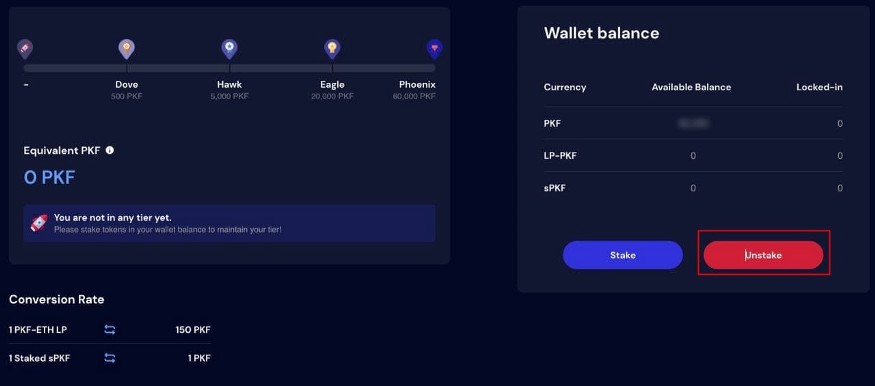 - Dove Hawk Eagle Phoenix
500 PKF 5,000 PKF 20,000 PKF 60,000 PKF
Equivalent PKF
0 PKF
You are not in any tier yet.
Please stake tokens in your wallet balance to maintain your tier!
Conversion Rate
1 PKF-ETH LP 150 PKF
1 Staked sPKF 1 PKF
Wallet balance
Currency Available Balance Locked-in
PKF 0
LP-PKF 0 0
sPKF 0 0
Stake Unstake